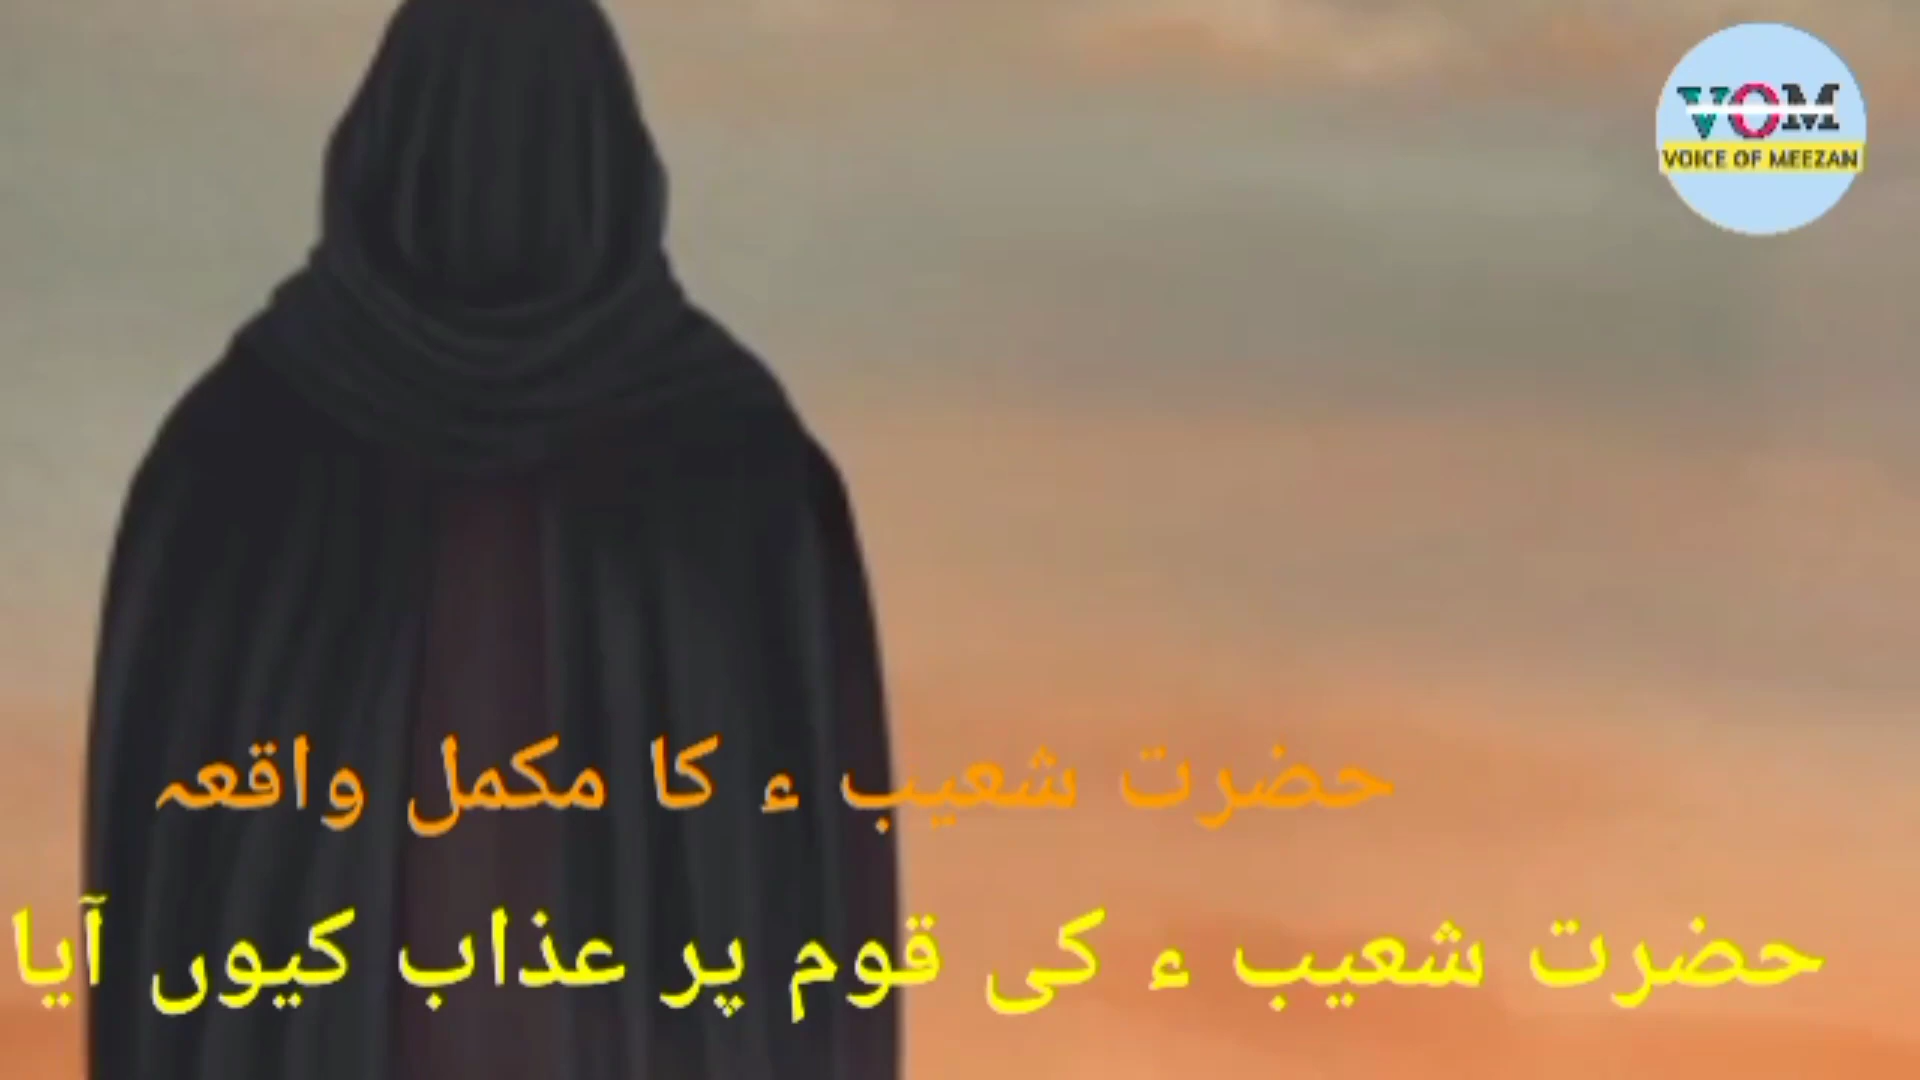 VOM
VOICE OF MEEZAN
حضرت شعیب ء کا مکمل واقعہ
حضرت شعیب ء کی قوم پر عذاب کیوں آیا